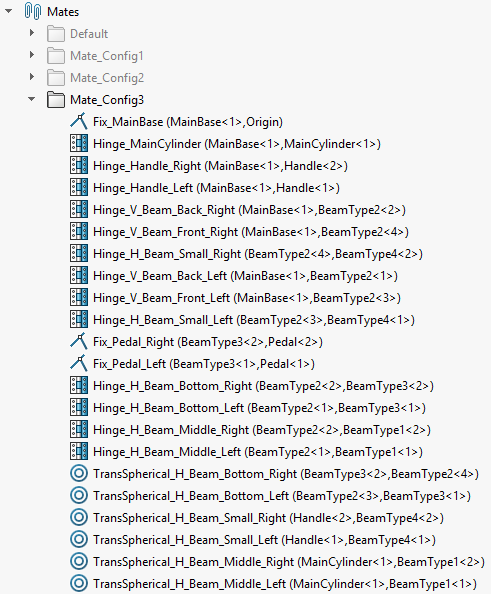 Mates
Default
Mate_Config1
Mate_Config2
Mate_Config3
Fix_MainBase (MainBase<1>,Origin)
Hinge_MainCylinder (MainBase<1>,MainCylinder<1>)
Hinge_Handle_Right (MainBase<1>,Handle<2>)
Hinge_Handle_Left (MainBase<1>,Handle<1>)
Hinge_V_Beam_Back_Right (MainBase<1>,BeamType2<2>)
Hinge_V_Beam_Front_Right (MainBase<1>,BeamType2<4>)
Hinge_H_Beam_Small_Right (BeamType2<4>,BeamType4<2>)
Hinge_V_Beam_Back_Left (MainBase<1>,BeamType2<1>)
Hinge_V_Beam_Front_Left (MainBase<1>,BeamType2<3>)
Hinge_H_Beam_Small_Left (BeamType2<3>,BeamType4<1>)
Fix_Pedal_Right (BeamType3<2>,Pedal<2>)
Fix_Pedal_Left (BeamType3<1>,Pedal<1>)
Hinge_H_Beam_Bottom_Right (BeamType2<2>,BeamType3<2>)
Hinge_H_Beam_Bottom_Left (BeamType2<1>,BeamType3<1>)
Hinge_H_Beam_Middle_Right (BeamType2<2>,BeamType1<2>)
Hinge_H_Beam_Middle_Left (BeamType2<1>,BeamType1<1>)
TransSpherical_H_Beam_Bottom_Right (BeamType3<2>,BeamType2<4>)
TransSpherical_H_Beam_Bottom_Left (BeamType2<3>,BeamType3<1>)
TransSpherical_H_Beam_Small_Right (Handle<2>,BeamType4<2>)
TransSpherical_H_Beam_Small_Left (Handle<1>,BeamType4<1>)
TransSpherical_H_Beam_Middle_Right (MainCylinder<1>,BeamType1<2>)
TransSpherical_H_Beam_Middle_Left (MainCylinder<1>,BeamType1<1>)